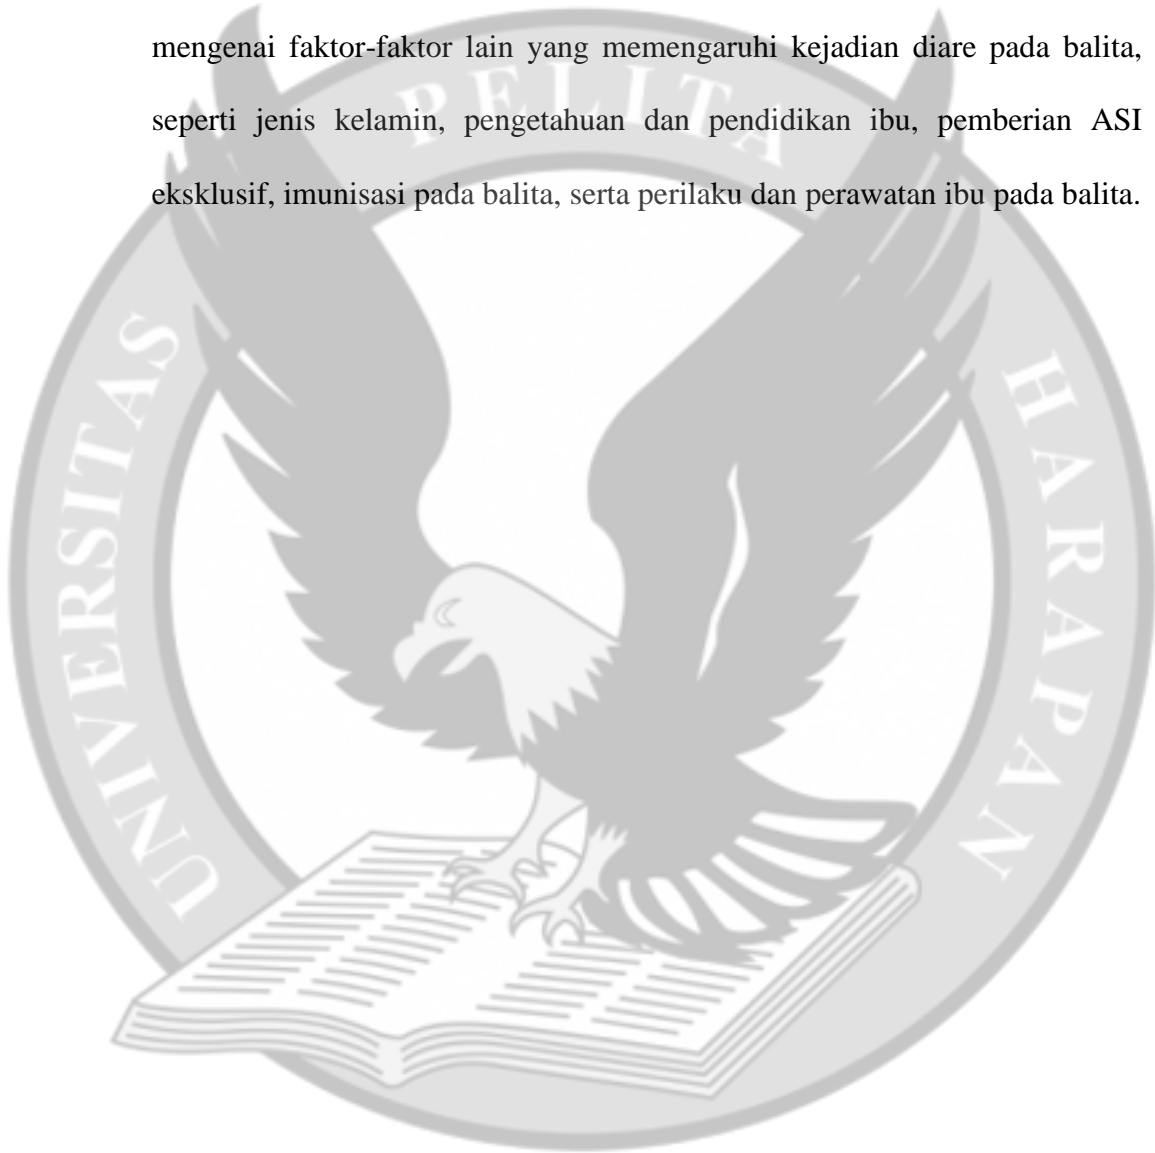 mengenai faktor-faktor lain yang memengaruhi kejadian diare pada balita,
seperti jenis kelamin, pengetahuan dan pendidikan ibu, pemberian ASI
eksklusif, imunisasi pada balita, serta perilaku dan perawatan ibu pada balita.
UNIVERSITAS PELITA HARAPAN